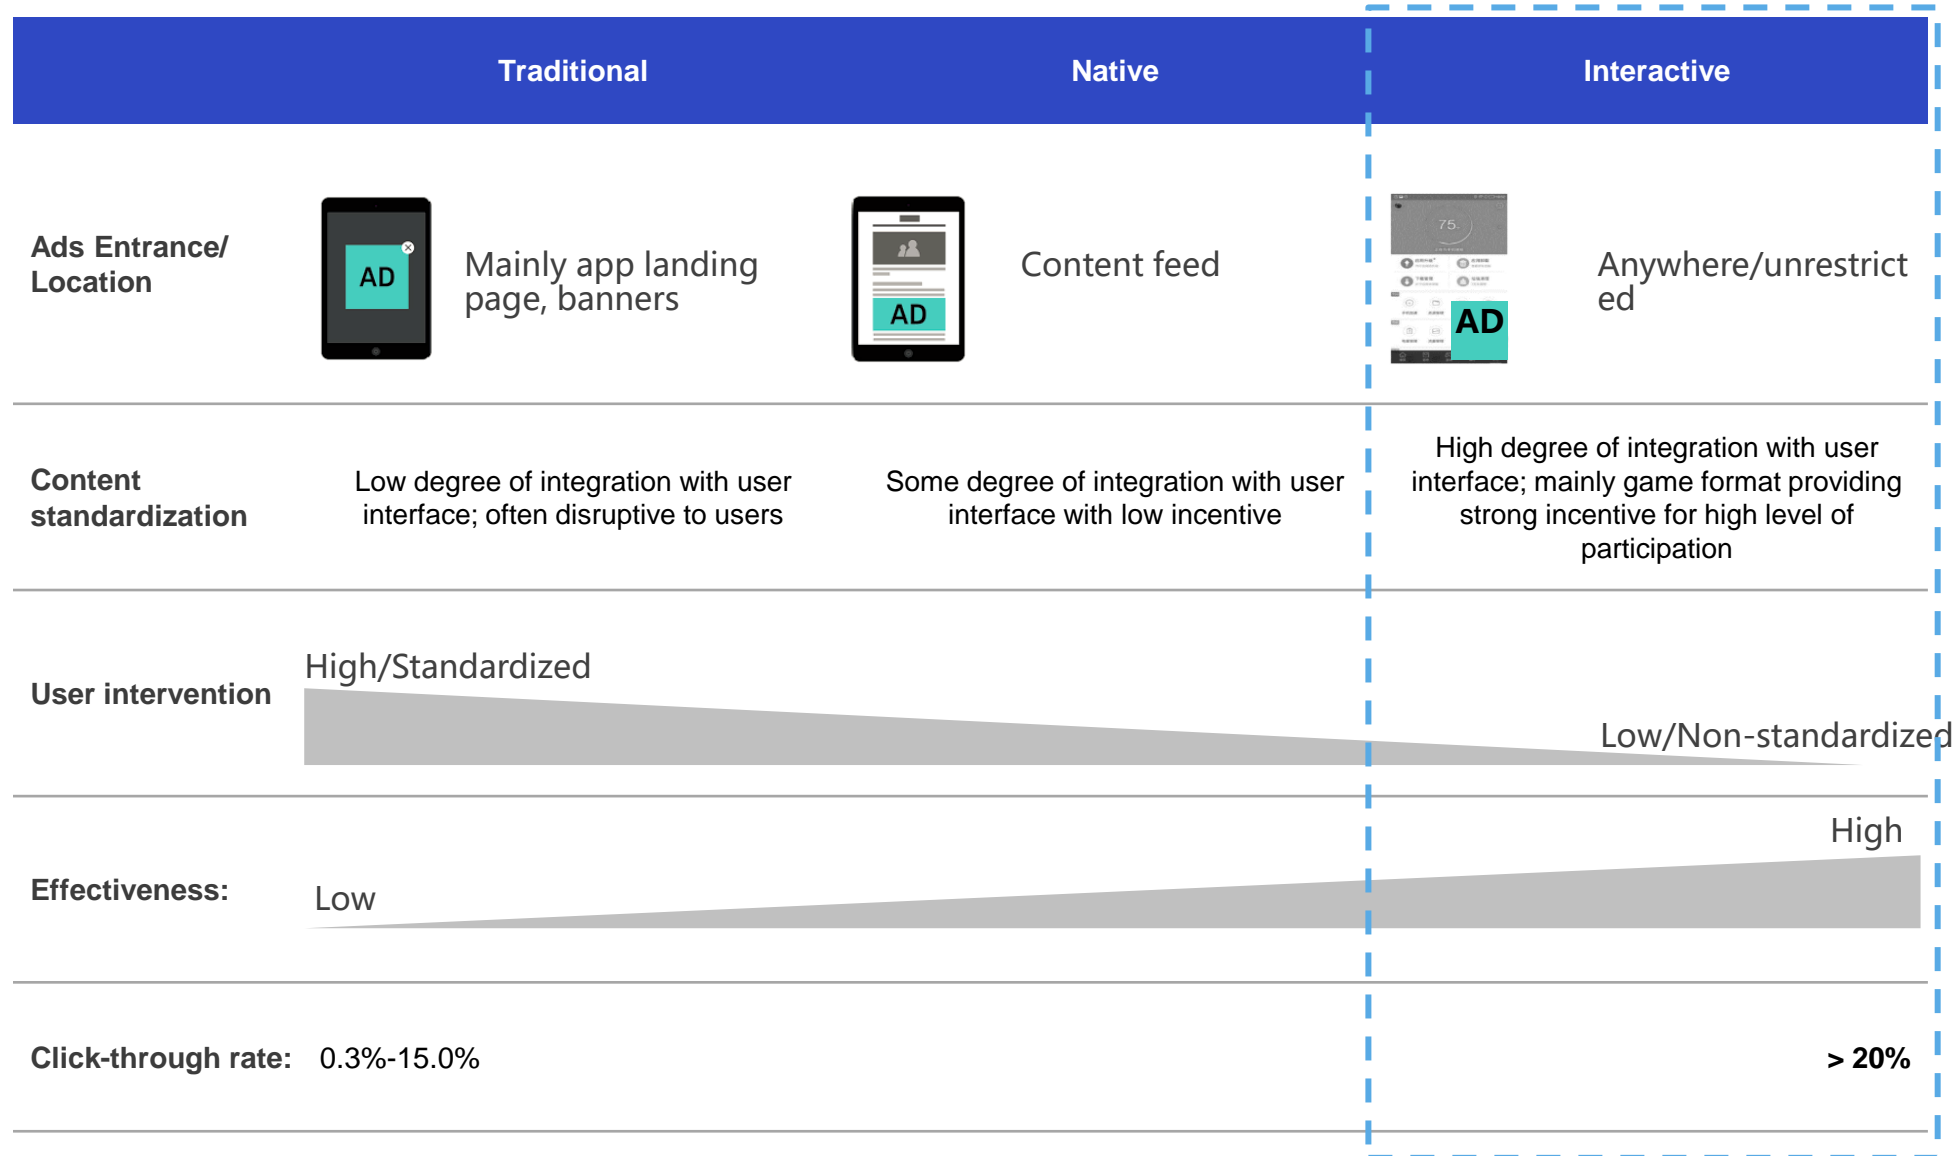 Traditional
Native
Interactive
Ads Entrance/
Location
AD
Mainly app landing
page, banners
AD
Content feed
75
AD
Anywhere/unrestrict
ed
Content
standardization
Low degree of integration with user
interface; often disruptive to users
Some degree of integration with user
interface with low incentive
High degree of integration with user
interface; mainly game format providing
strong incentive for high level of
participation
User intervention
High/Standardized
Low/Non-standardized
Effectiveness:
Low
High
Click-through rate:
0.3%-15.0%
> 20%